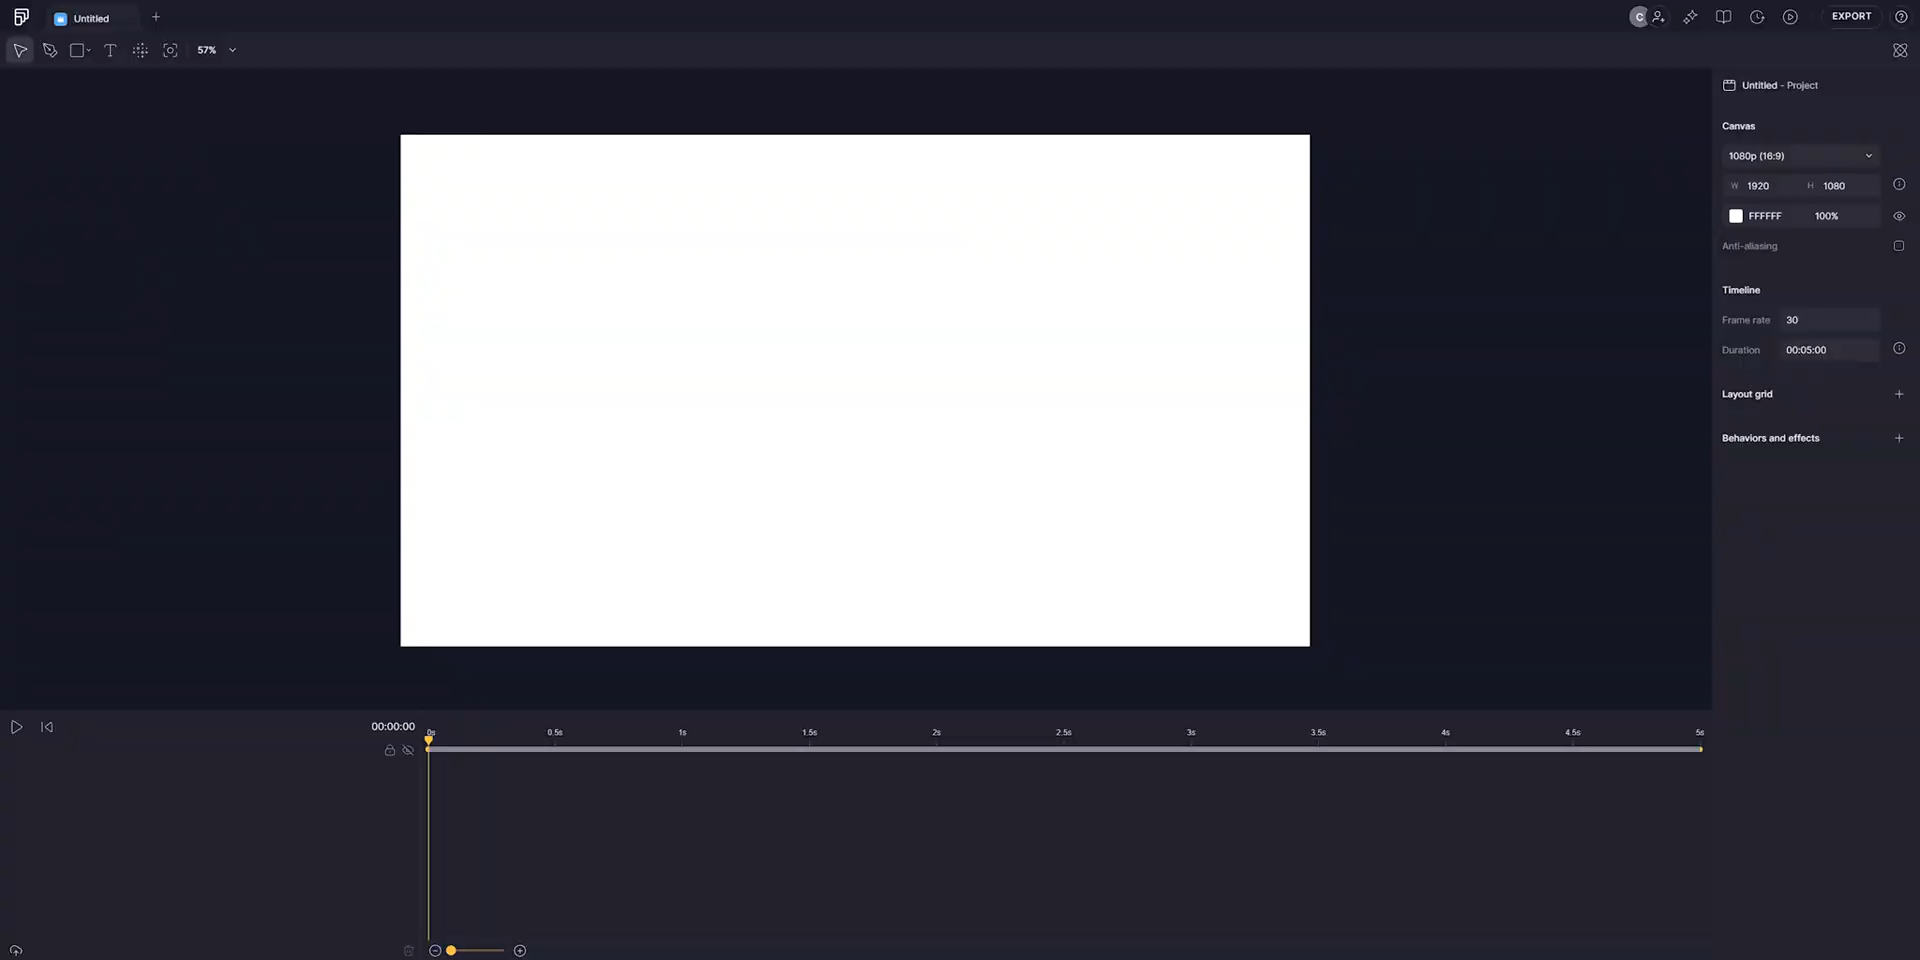 Untitled
C
EXPORT
57%
Untitled - Project
Canvas
1080p (16:9)
W 1920 H 1080
FFFFFF 100%
Anti-aliasing
Timeline
Frame rate 30
Duration 00:05:00
Layout grid
Behaviors and effects
00:00:00
0s 0.5s 1s 1.5s 2s 2.5s 3s 3.5s 4s 4.5s 5s